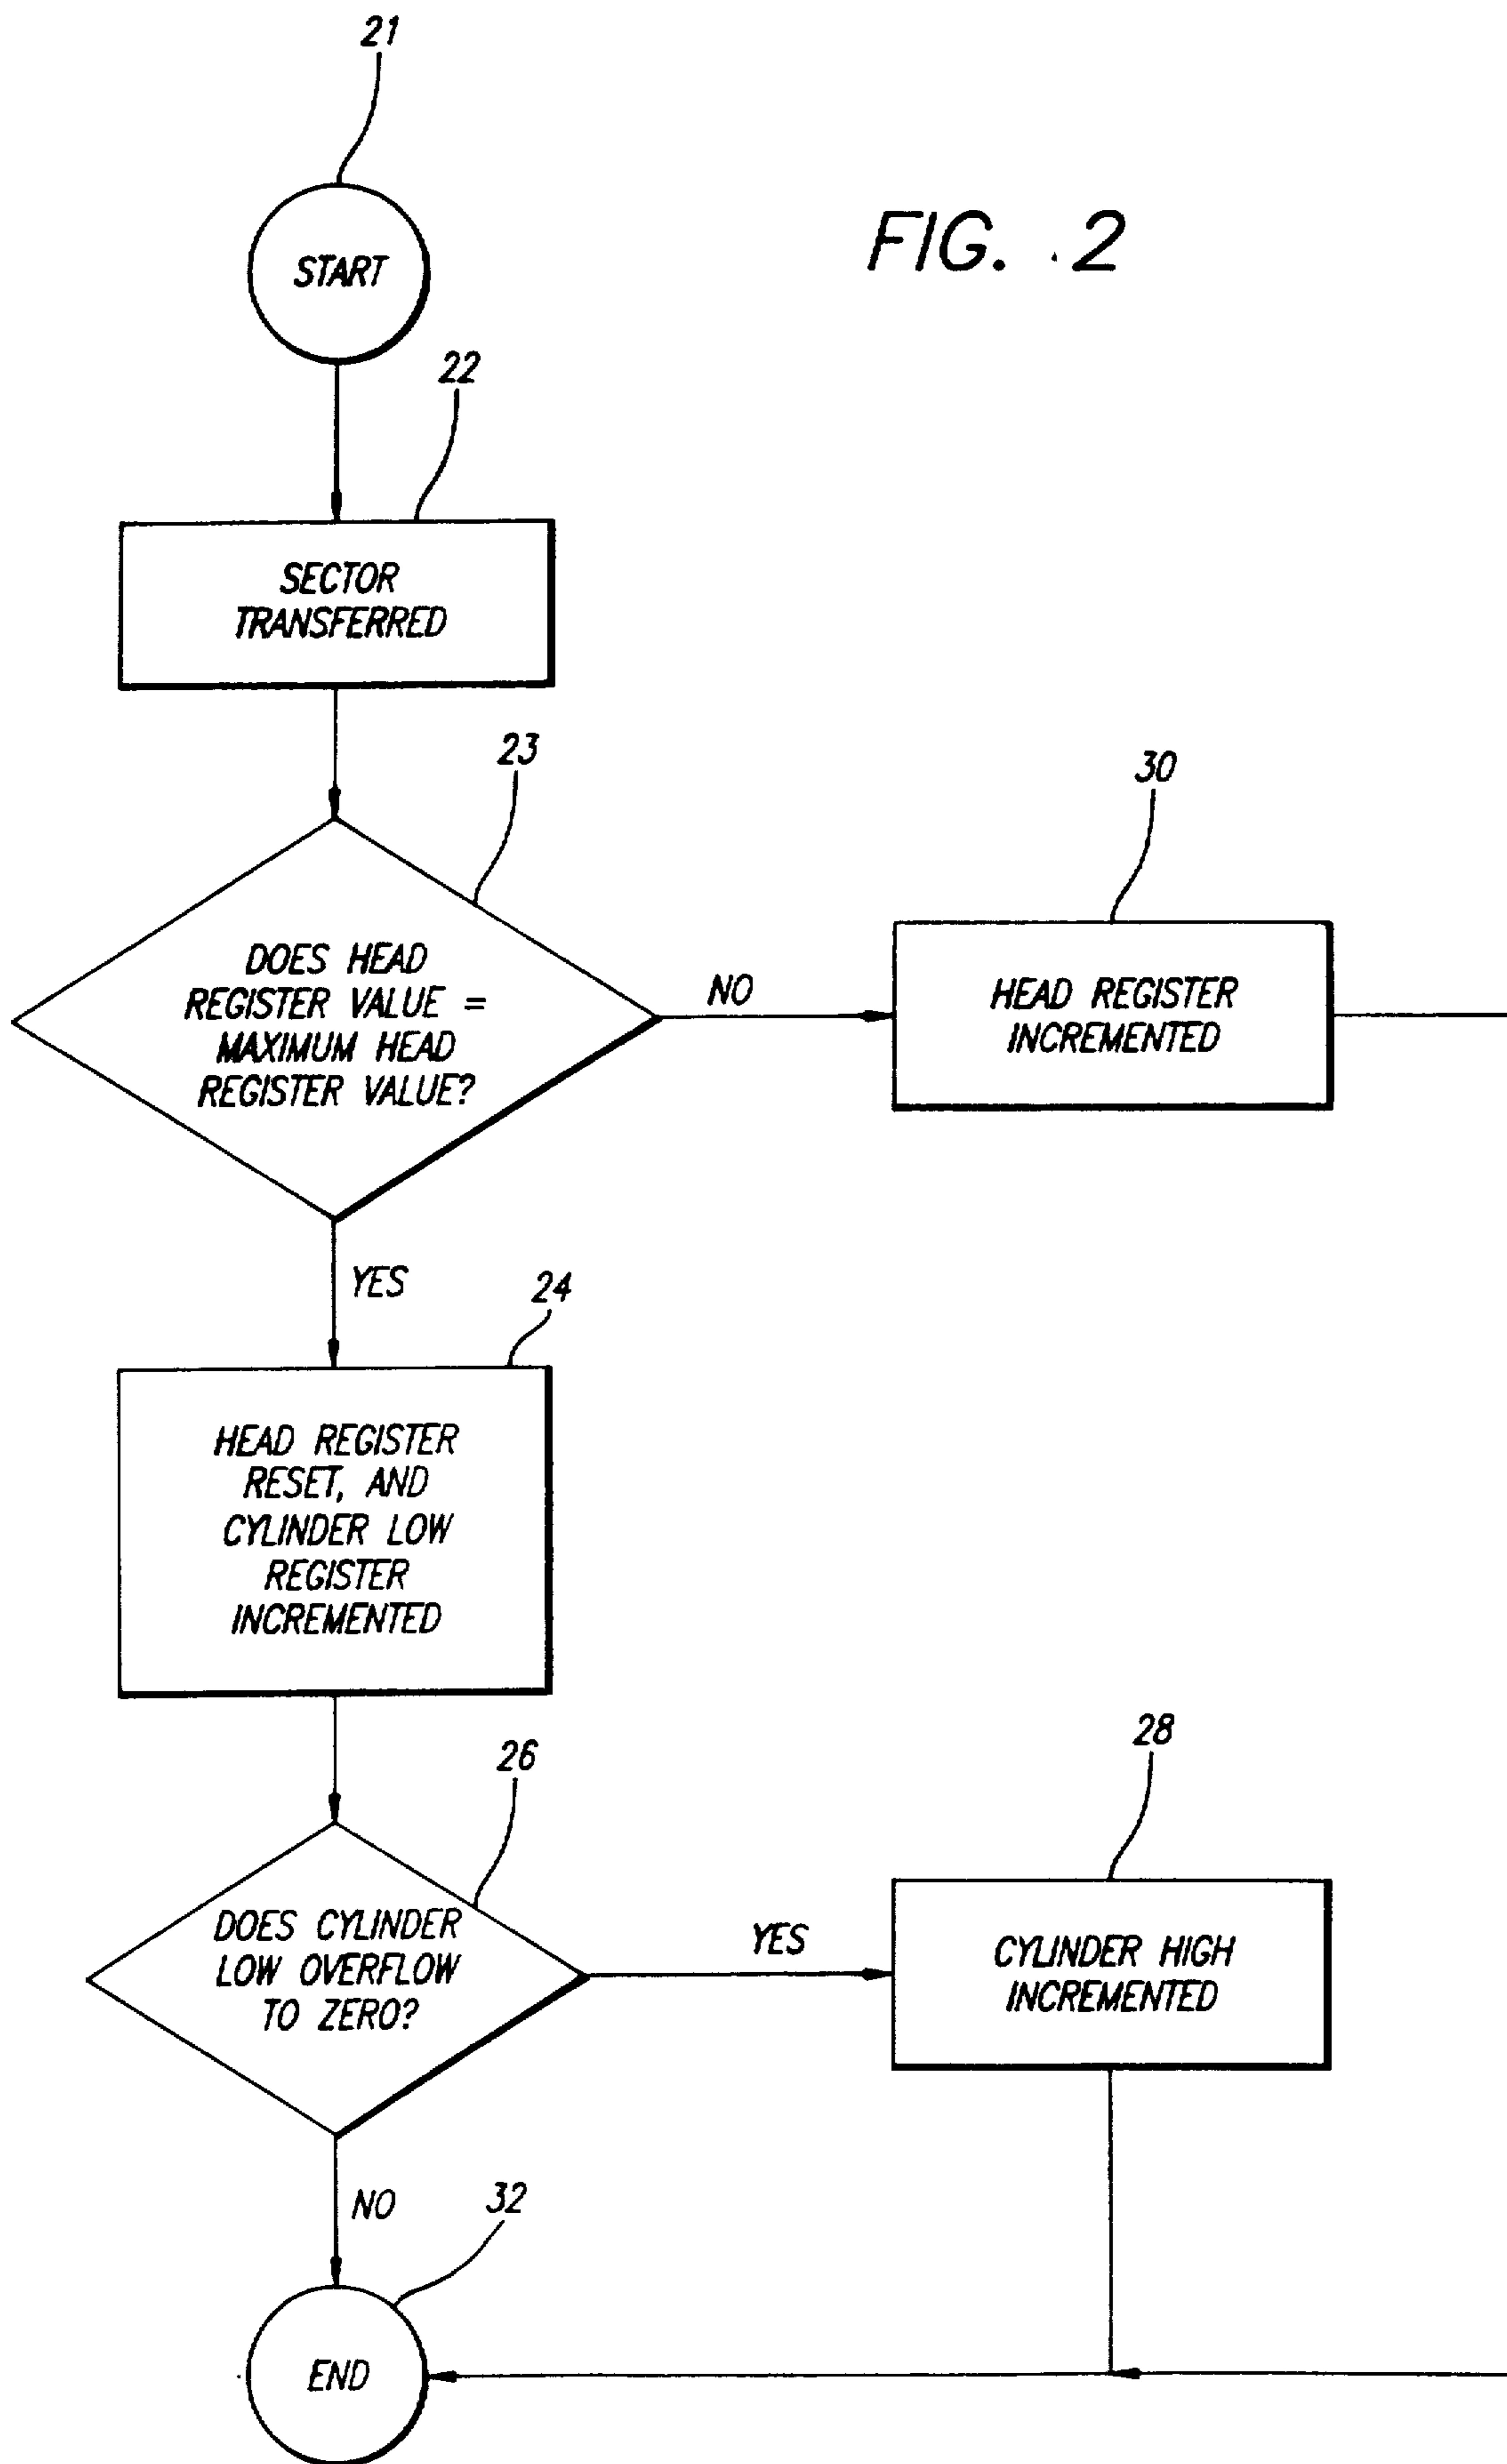 21
START
FIG. 2
22
SECTOR
TRANSFERRED
23
DOES HEAD
REGISTER VALUE =
MAXIMUM HEAD
REGISTER VALUE?
NO
30
HEAD REGISTER
INCREMENTED
YES
24
HEAD REGISTER
RESET, AND
CYLINDER LOW
REGISTER
INCREMENTED
26
DOES CYLINDER
LOW OVERFLOW
TO ZERO?
YES
28
CYLINDER HIGH
INCREMENTED
NO
32
END